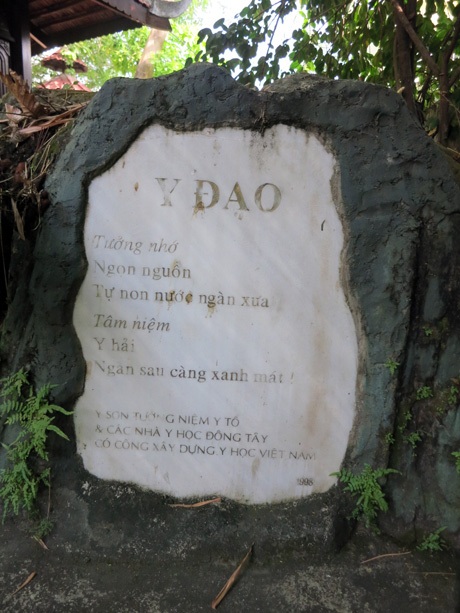 Y ĐẠO
Tưởng nhớ
Ngọn nguồn
Tự non nước ngàn xưa
Tâm niệm
Y hải
Ngàn sau càng xanh mát !
Y SƠN TƯỞNG NIỆM Y TỔ
& CÁC NHÀ Y HỌC ĐÔNG TÂY
CÓ CÔNG XÂY DỰNG Y HỌC VIỆT NAM
1998